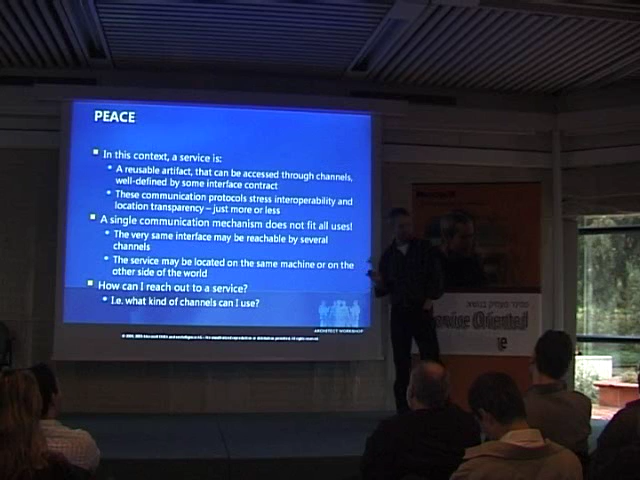 PEACE
In this context, a service is:
A reusable artifact, that can be accessed through channels,
well-defined by some interface contract
These communication protocols stress interoperability and
location transparency – just more or less
A single communication mechanism does not fit all uses!
The very same interface may be reachable by several
channels
The service may be located on the same machine or on the
other side of the world
How can I reach out to a service?
I.e. what kind of channels can I use?
ARCHITECT WORKSHOP
Oriented